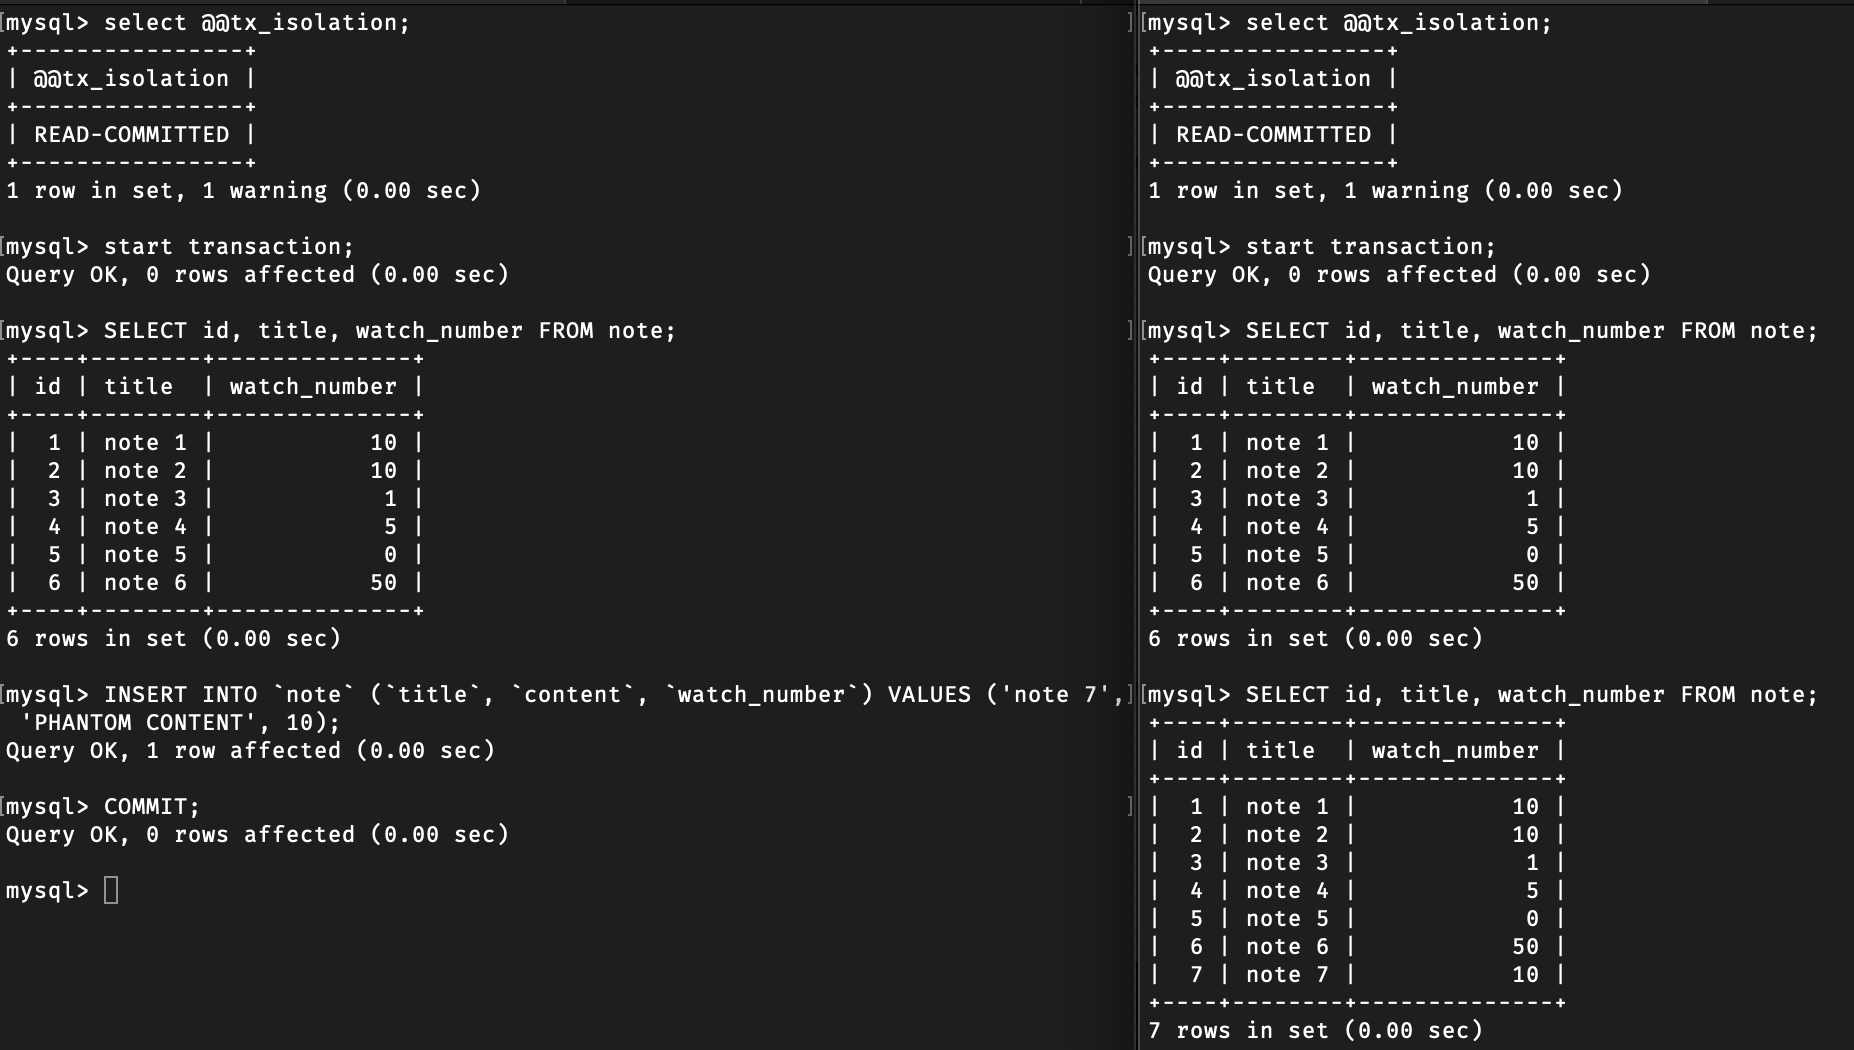 mysql> select @@tx_isolation;
+----------------+
| @@tx_isolation |
+----------------+
| READ-COMMITTED |
+----------------+
1 row in set, 1 warning (0.00 sec)

mysql> start transaction;
Query OK, 0 rows affected (0.00 sec)

mysql> SELECT id, title, watch_number FROM note;
+----+--------+--------------+
| id | title  | watch_number |
+----+--------+--------------+
|  1 | note 1 |           10 |
|  2 | note 2 |           10 |
|  3 | note 3 |            1 |
|  4 | note 4 |            5 |
|  5 | note 5 |            0 |
|  6 | note 6 |           50 |
+----+--------+--------------+
6 rows in set (0.00 sec)

mysql> INSERT INTO `note` (`title`, `content`, `watch_number`) VALUES ('note 7',
 'PHANTOM CONTENT', 10);
Query OK, 1 row affected (0.00 sec)

mysql> COMMIT;
Query OK, 0 rows affected (0.00 sec)

mysql>

mysql> select @@tx_isolation;
+----------------+
| @@tx_isolation |
+----------------+
| READ-COMMITTED |
+----------------+
1 row in set, 1 warning (0.00 sec)

mysql> start transaction;
Query OK, 0 rows affected (0.00 sec)

mysql> SELECT id, title, watch_number FROM note;
+----+--------+--------------+
| id | title  | watch_number |
+----+--------+--------------+
|  1 | note 1 |           10 |
|  2 | note 2 |           10 |
|  3 | note 3 |            1 |
|  4 | note 4 |            5 |
|  5 | note 5 |            0 |
|  6 | note 6 |           50 |
+----+--------+--------------+
6 rows in set (0.00 sec)

mysql> SELECT id, title, watch_number FROM note;
+----+--------+--------------+
| id | title  | watch_number |
+----+--------+--------------+
|  1 | note 1 |           10 |
|  2 | note 2 |           10 |
|  3 | note 3 |            1 |
|  4 | note 4 |            5 |
|  5 | note 5 |            0 |
|  6 | note 6 |           50 |
|  7 | note 7 |           10 |
+----+--------+--------------+
7 rows in set (0.00 sec)